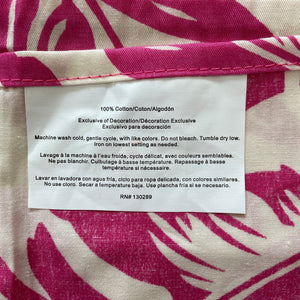 100% Cotton/Coton/Algodón
Exclusive of Decoration/Décoration Exclusive
Exclusivo para decoración
Machine wash cold, gentle cycle, with like colors. Do not bleach. Tumble dry low.
Iron on lowest setting as needed.
Lavage à la machine à l'eau froide, cycle délicat, avec couleurs semblables.
Ne pas blanchir. Culbutage à basse température. Repassage à basse
température si nécessaire.
Lavar en lavadora con agua fria, ciclo para ropa delicada, con colores similares.
No use cloro. Secar a temperatura baja. Use plancha tibia si es necesario.
RN# 130289